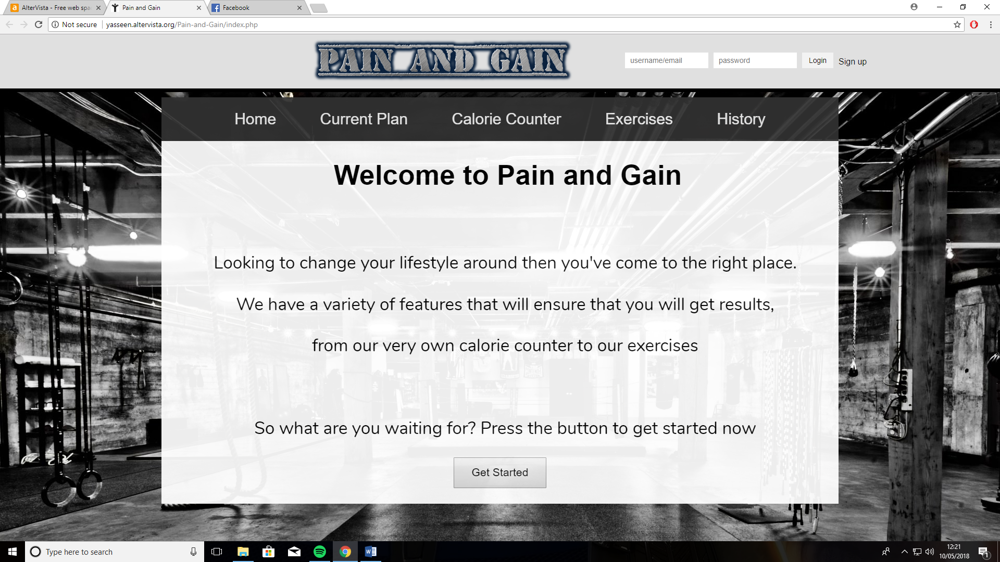 AlterVista - Free web spa
Pain and Gain
Facebook
Not secure
yasseen.altervista.org/Pain-and-Gain/index.php
PAIN AND GAIN
username/email
password
Login
Sign up
Home
Current Plan
Calorie Counter
Exercises
History
Welcome to Pain and Gain
Looking to change your lifestyle around then you've come to the right place.
We have a variety of features that will ensure that you will get results,
from our very own calorie counter to our exercises
So what are you waiting for? Press the button to get started now
Get Started
Type here to search
12:21
10/05/2018
1